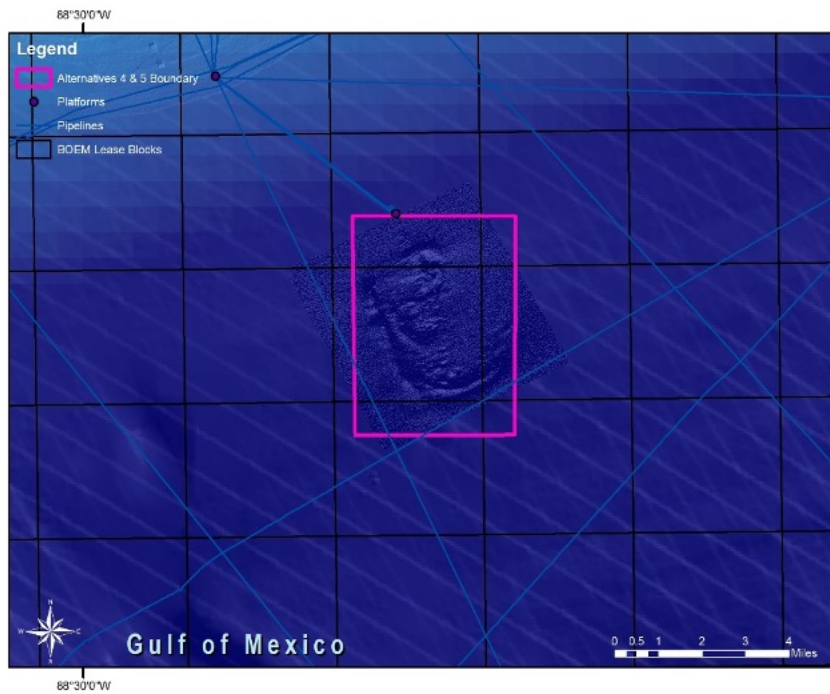 88°30'0"W
Legend
Alternatives 4 & 5 Boundary
Platforms
Pipelines
BOEM Lease Blocks
N
W
S
Gulf of Mexico
0 0.5 1 2 3 4
Miles
88°30'0"W